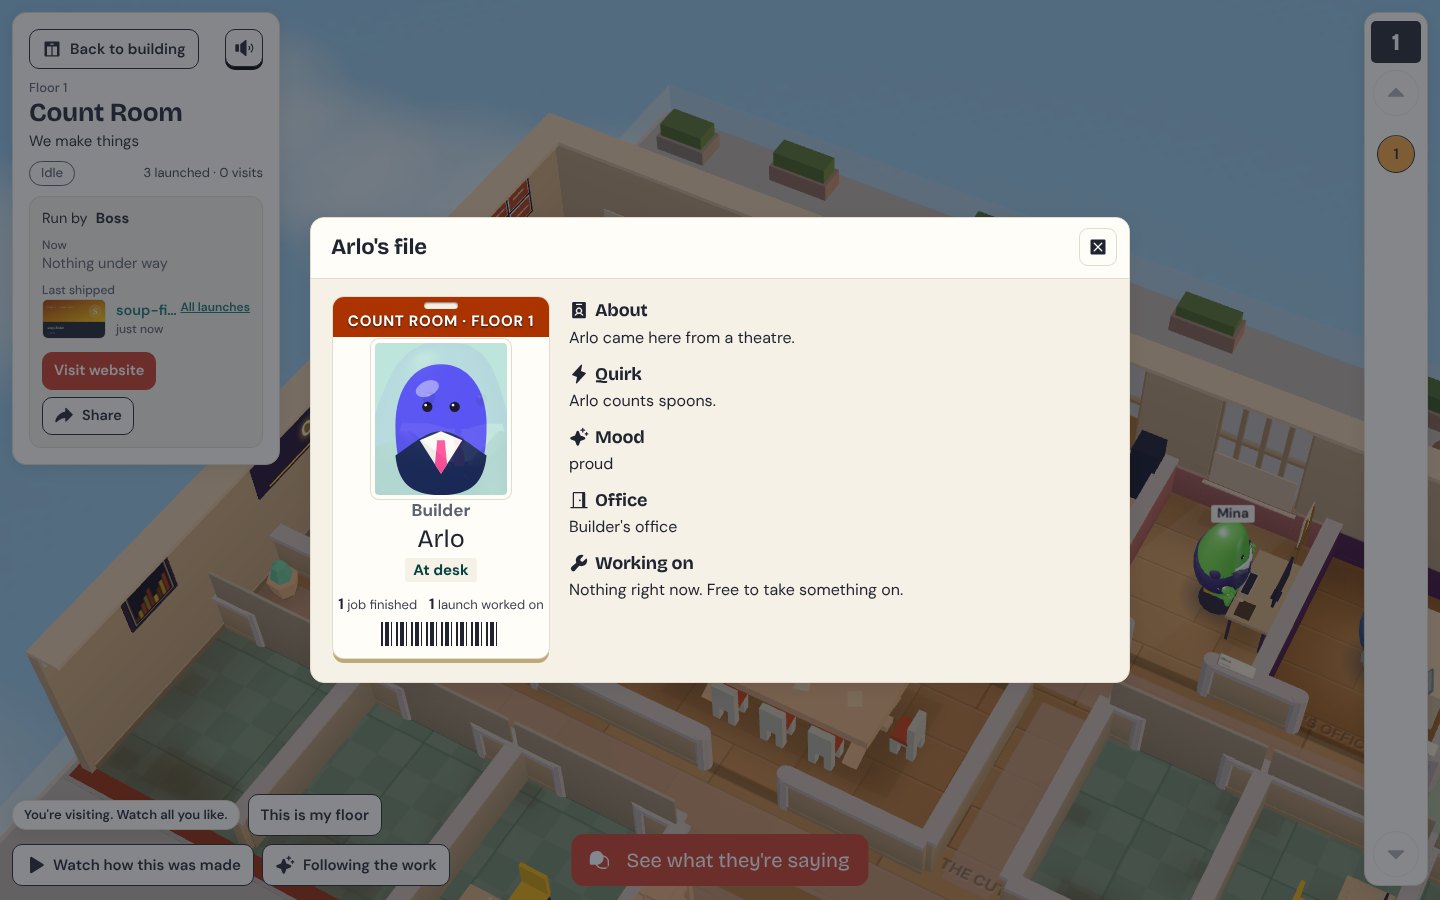 Back to building
Floor 1
Count Room
We make things
Idle
3 launched · 0 visits
Run by Boss
Now
Nothing under way
Last shipped
soup-fi...
All launches
just now
Visit website
Share
Arlo's file
COUNT ROOM · FLOOR 1
Builder
Arlo
At desk
1 job finished
1 launch worked on
About
Arlo came here from a theatre.
Quirk
Arlo counts spoons.
Mood
proud
Office
Builder's office
Working on
Nothing right now. Free to take something on.
Mina
1
1
You're visiting. Watch all you like.
This is my floor
Watch how this was made
Following the work
See what they're saying
THE CU